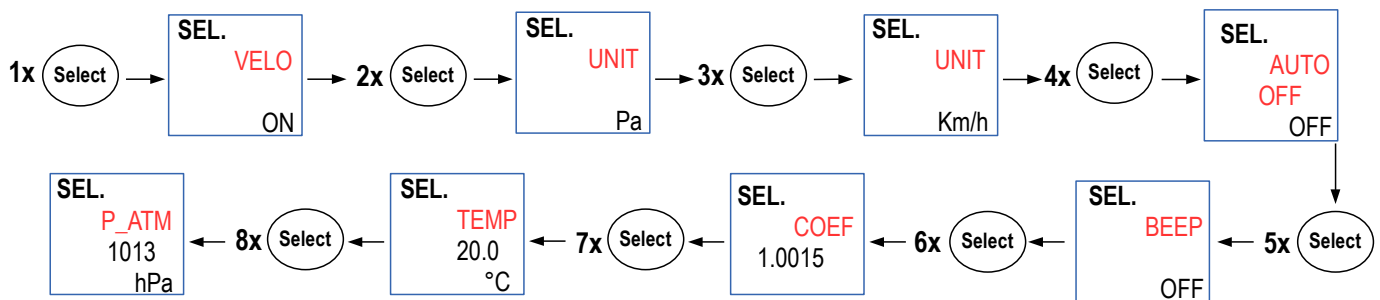 1x Select
SEL.
VELO
ON
2x Select
SEL.
UNIT
Pa
3x Select
SEL.
UNIT
Km/h
4x Select
SEL.
AUTO
OFF
OFF
5x Select
SEL.
BEEP
OFF
6x Select
SEL.
COEF
1.0015
7x Select
SEL.
TEMP
20.0
°C
8x Select
SEL.
P_ATM
1013
hPa